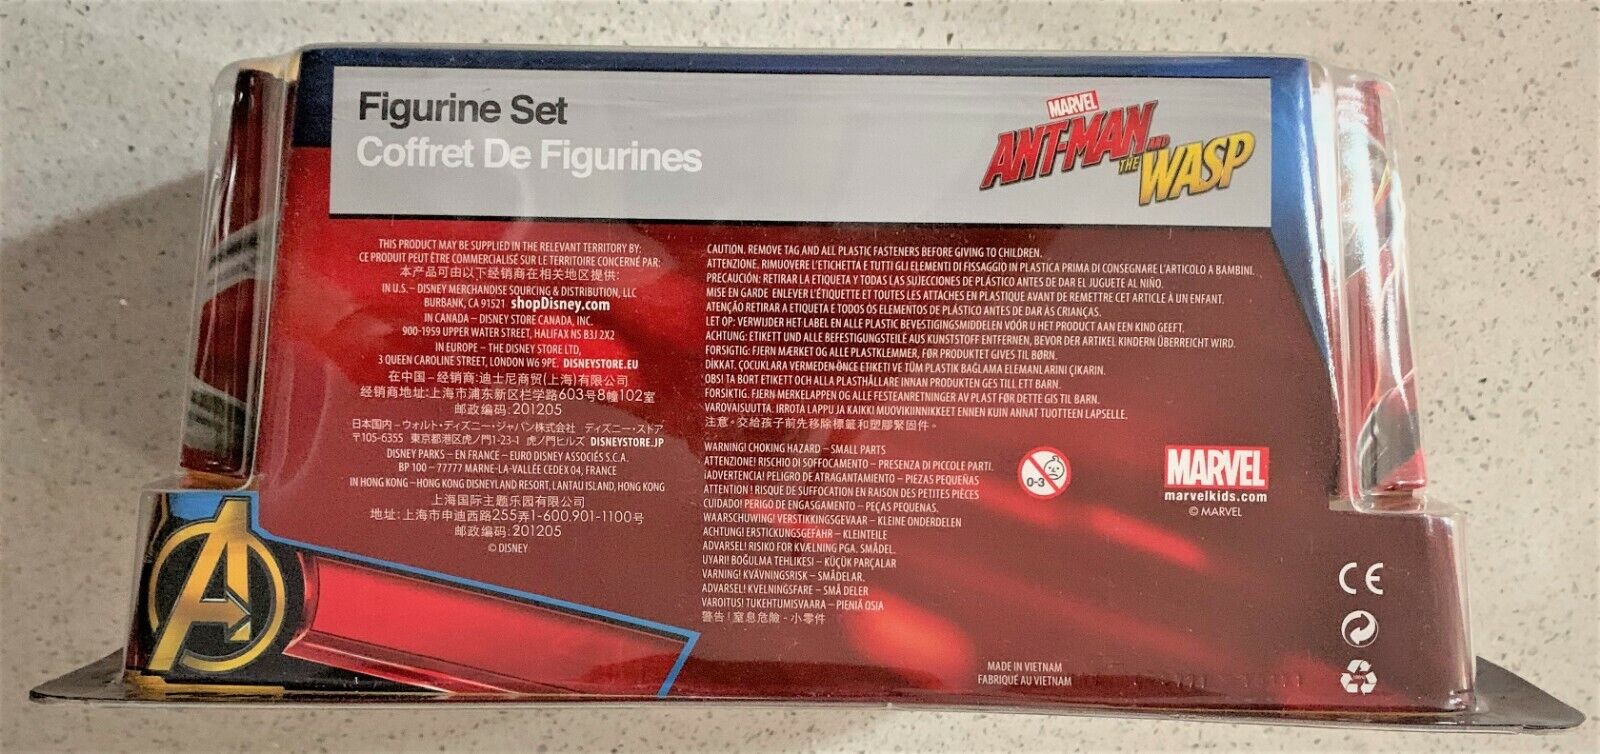 Figurine Set
Coffret De Figurines
MARVEL
ANT-MAN AND
THE WASP
THIS PRODUCT MAY BE SUPPLIED IN THE RELEVANT TERRITORY BY:
CE PRODUIT PEUT ÊTRE COMMERCIALISÉ SUR LE TERRITOIRE CONCERNÉ PAR:
本产品可由以下经销商在相关地区提供:
IN U.S. – DISNEY MERCHANDISE SOURCING & DISTRIBUTION, LLC
BURBANK, CA 91521 shopDisney.com
IN CANADA – DISNEY STORE CANADA, INC.
900-1959 UPPER WATER STREET, HALIFAX NS B3J 2X2
IN EUROPE – THE DISNEY STORE LTD,
3 QUEEN CAROLINE STREET, LONDON W6 9PE. DISNEYSTORE.EU
在中国 – 经销商:迪士尼商贸(上海)有限公司
经销商地址:上海市浦东新区栏学路603号8幢102室
邮政编码:201205
日本国内 – ウォルト・ディズニー・ジャパン株式会社 ディズニー・ストア
〒105-6355 東京都港区虎ノ門1-23-1 虎ノ門ヒルズ DISNEYSTORE.JP
DISNEY PARKS – EN FRANCE – EURO DISNEY ASSOCIÉS S.C.A.
BP 100 – 77777 MARNE-LA-VALLÉE CEDEX 04, FRANCE
IN HONG KONG – HONG KONG DISNEYLAND RESORT, LANTAU ISLAND, HONG KONG
上海国际主题乐园有限公司
地址:上海市申迪西路255弄1-600,901-1100号
邮政编码:201205
© DISNEY
CAUTION. REMOVE TAG AND ALL PLASTIC FASTENERS BEFORE GIVING TO CHILDREN.
ATTENZIONE. RIMUOVERE L'ETICHETTA E TUTTI GLI ELEMENTI DI FISSAGGIO IN PLASTICA PRIMA DI CONSEGNARE L'ARTICOLO A BAMBINI.
PRECAUCIÓN: RETIRAR LA ETIQUETA Y TODAS LAS SUJECCIONES DE PLÁSTICO ANTES DE DAR EL JUGUETE AL NIÑO.
MISE EN GARDE ENLEVER L'ÉTIQUETTE ET TOUTES LES ATTACHES EN PLASTIQUE AVANT DE REMETTRE CET ARTICLE À UN ENFANT.
ATENÇÃO RETIRAR A ETIQUETA E TODOS OS ELEMENTOS DE PLÁSTICO ANTES DE DAR ÀS CRIANÇAS.
LET OP: VERWIJDER HET LABEL EN ALLE PLASTIC BEVESTIGINGSMIDDELEN VÓÓR U HET PRODUCT AAN EEN KIND GEEFT.
ACHTUNG: ETIKETT UND ALLE BEFESTIGUNGSTEILE AUS KUNSTSTOFF ENTFERNEN, BEVOR DER ARTIKEL KINDERN ÜBERREICHT WIRD.
FORSIGTIG: FJERN MÆRKET OG ALLE PLASTKLEMMER, FØR PRODUKTET GIVES TIL BØRN.
DİKKAT. ÇOCUKLARA VERMEDEN ÖNCE ETİKETİ VE TÜM PLASTIK BAĞLAMA ELEMANLARINI ÇIKARIN.
OBS! TA BORT ETIKETT OCH ALLA PLASTHÅLLARE INNAN PRODUKTEN GES TILL ETT BARN.
FORSIKTIG. FJERN MERKELAPPEN OG ALLE FESTEANRETNINGER AV PLAST FØR DETTE GIS TIL BARN.
VAROVAISUUTTA. IRROTA LAPPU JA KAIKKI MUOVIKIINNIKKEET ENNEN KUIN ANNAT TUOTTEEN LAPSELLE.
注意。交給孩子前先移除標籤和塑膠緊固件。
WARNING! CHOKING HAZARD – SMALL PARTS
ATTENZIONE! RISCHIO DI SOFFOCAMENTO – PRESENZA DI PICCOLE PARTI.
¡ADVERTENCIA! PELIGRO DE ATRAGANTAMIENTO – PIEZAS PEQUEÑAS
ATTENTION ! RISQUE DE SUFFOCATION EN RAISON DES PETITES PIÈCES
CUIDADO! PERIGO DE ENGASGAMENTO – PEÇAS PEQUENAS.
WAARSCHUWING! VERSTIKKINGSGEVAAR – KLEINE ONDERDELEN
ACHTUNG! ERSTICKUNGSGEFAHR – KLEINTEILE
ADVARSEL! RISIKO FOR KVÆLNING PGA. SMÅDEL.
UYARI! BOĞULMA TEHLIKESI – KÜÇÜK PARÇALAR
VARNING! KVÄVNINGSRISK – SMÅDELAR.
ADVARSEL! KVELNINGSFARE – SMÅ DELER
VAROITUS! TUKEHTUMISVAARA – PIENIÄ OSIA
警告!窒息危險 - 小零件
0-3
MARVEL
marvelkids.com
© MARVEL
CE
MADE IN VIETNAM
FABRIQUÉ AU VIETNAM